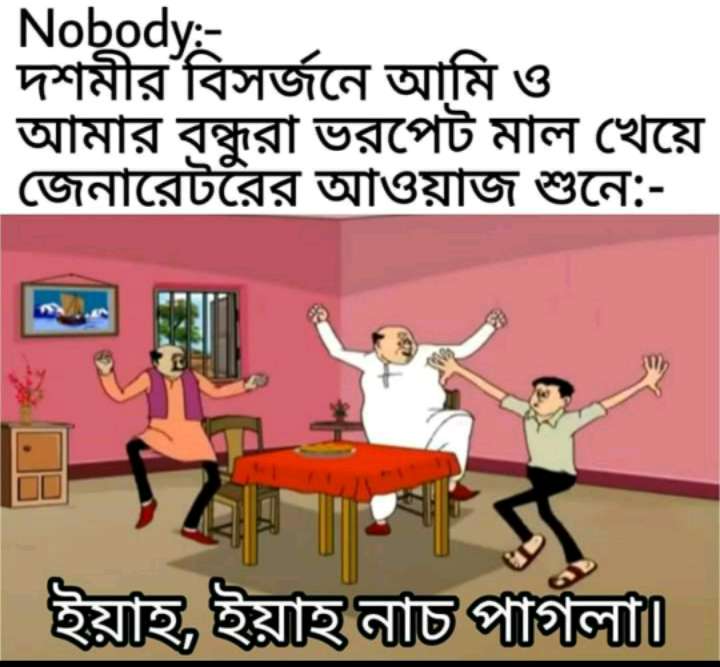 Nobody:-
দশমীর বিসর্জনে আমি ও
আমার বন্ধুরা ভরপেট মাল খেয়ে
জেনারেটরের আওয়াজ শুনে:-
ইয়াহ, ইয়াহ নাচ পাগলা।